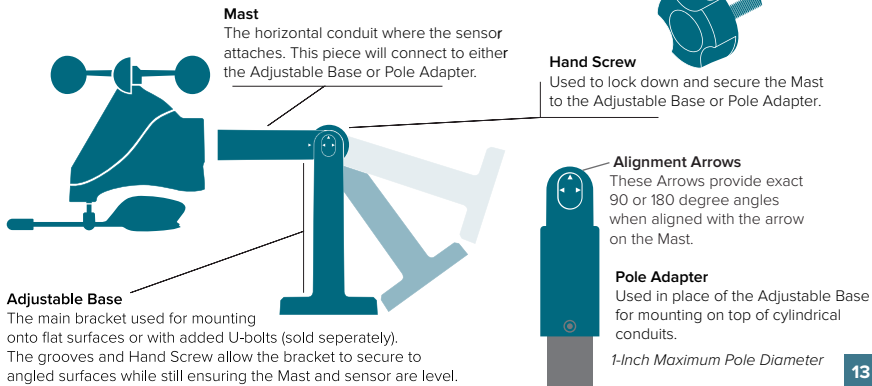 Mast
The horizontal conduit where the sensor
attaches. This piece will connect to either
the Adjustable Base or Pole Adapter.
Hand Screw
Used to lock down and secure the Mast
to the Adjustable Base or Pole Adapter.
Alignment Arrows
These Arrows provide exact
90 or 180 degree angles
when aligned with the arrow
on the Mast.
Adjustable Base
The main bracket used for mounting
onto flat surfaces or with added U-bolts (sold seperately).
The grooves and Hand Screw allow the bracket to secure to
angled surfaces while still ensuring the Mast and sensor are level.
Pole Adapter
Used in place of the Adjustable Base
for mounting on top of cylindrical
conduits.
1-Inch Maximum Pole Diameter
13